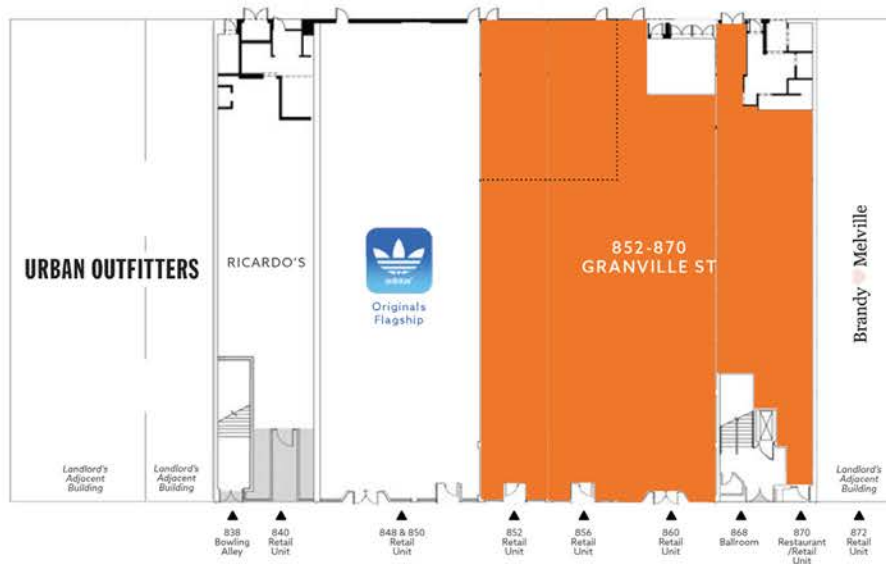 URBAN OUTFITTERS
RICARDO'S
adidas
Originals
Flagship
852-870
GRANVILLE ST
Brandy Melville
Landlord's
Adjacent
Building
Landlord's
Adjacent
Building
Landlord's
Adjacent
Building
838
Bowling
Alley
840
Retail
Unit
848 & 850
Retail
Unit
852
Retail
Unit
856
Retail
Unit
860
Retail
Unit
868
Ballroom
870
Restaurant
/Retail
Unit
872
Retail
Unit